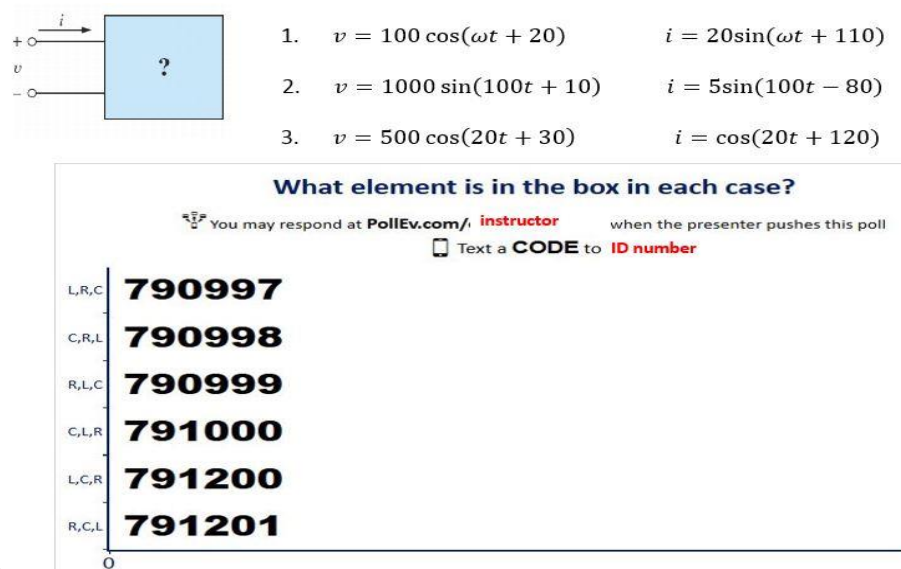 i
+
v
?
−
1. v = 100 cos(ωt + 20) i = 20sin(ωt + 110)
2. v = 1000 sin(100t + 10) i = 5sin(100t − 80)
3. v = 500 cos(20t + 30) i = cos(20t + 120)
What element is in the box in each case?
You may respond at PollEv.com/ instructor when the presenter pushes this poll
Text a CODE to ID number
L,R,C 790997
C,R,L 790998
R,L,C 790999
C,L,R 791000
L,C,R 791200
R,C,L 791201
0